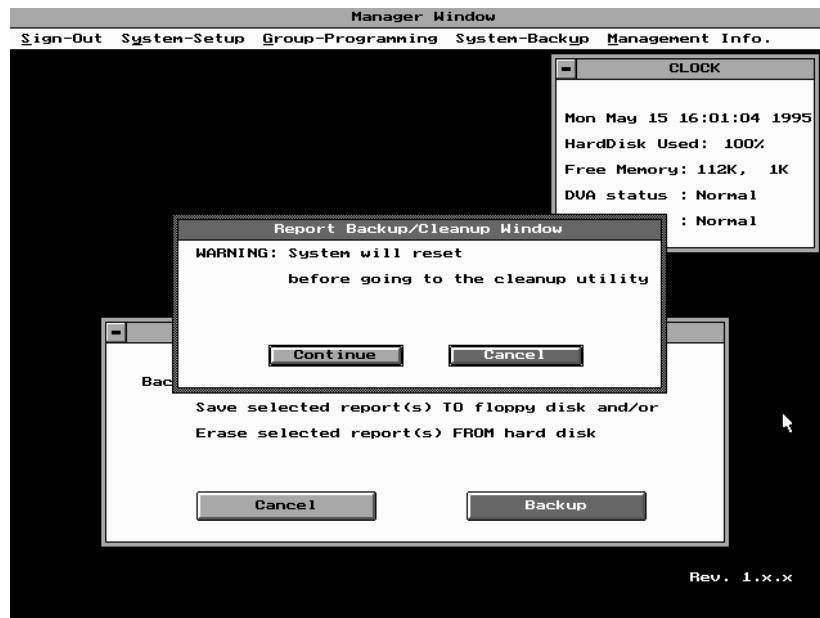 Manager Window
Sign-Out System-Setup Group-Programming System-Backup Management Info.
CLOCK
Mon May 15 16:01:04 1995
HardDisk Used: 100%
Free Memory: 112K, 1K
DVA status : Normal
: Normal
Report Backup/Cleanup Window
WARNING: System will reset
before going to the cleanup utility
Continue Cancel
Bac
Save selected report(s) TO floppy disk and/or
Erase selected report(s) FROM hard disk
Cancel Backup
Rev. 1.x.x